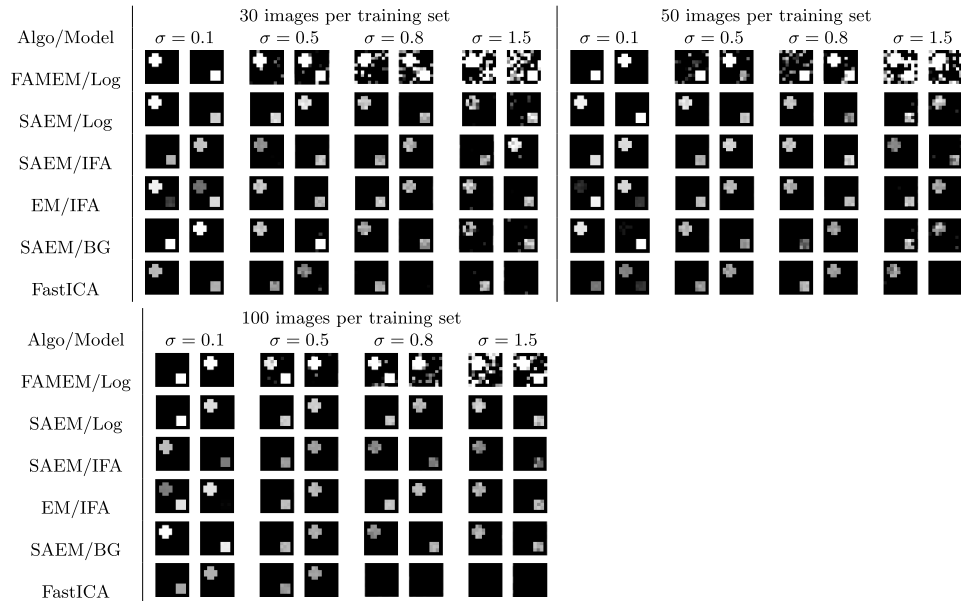 30 images per training set
50 images per training set
Algo/Model σ = 0.1 σ = 0.5 σ = 0.8 σ = 1.5 σ = 0.1 σ = 0.5 σ = 0.8 σ = 1.5
FAMEM/Log
SAEM/Log
SAEM/IFA
EM/IFA
SAEM/BG
FastICA
100 images per training set
Algo/Model σ = 0.1 σ = 0.5 σ = 0.8 σ = 1.5
FAMEM/Log
SAEM/Log
SAEM/IFA
EM/IFA
SAEM/BG
FastICA